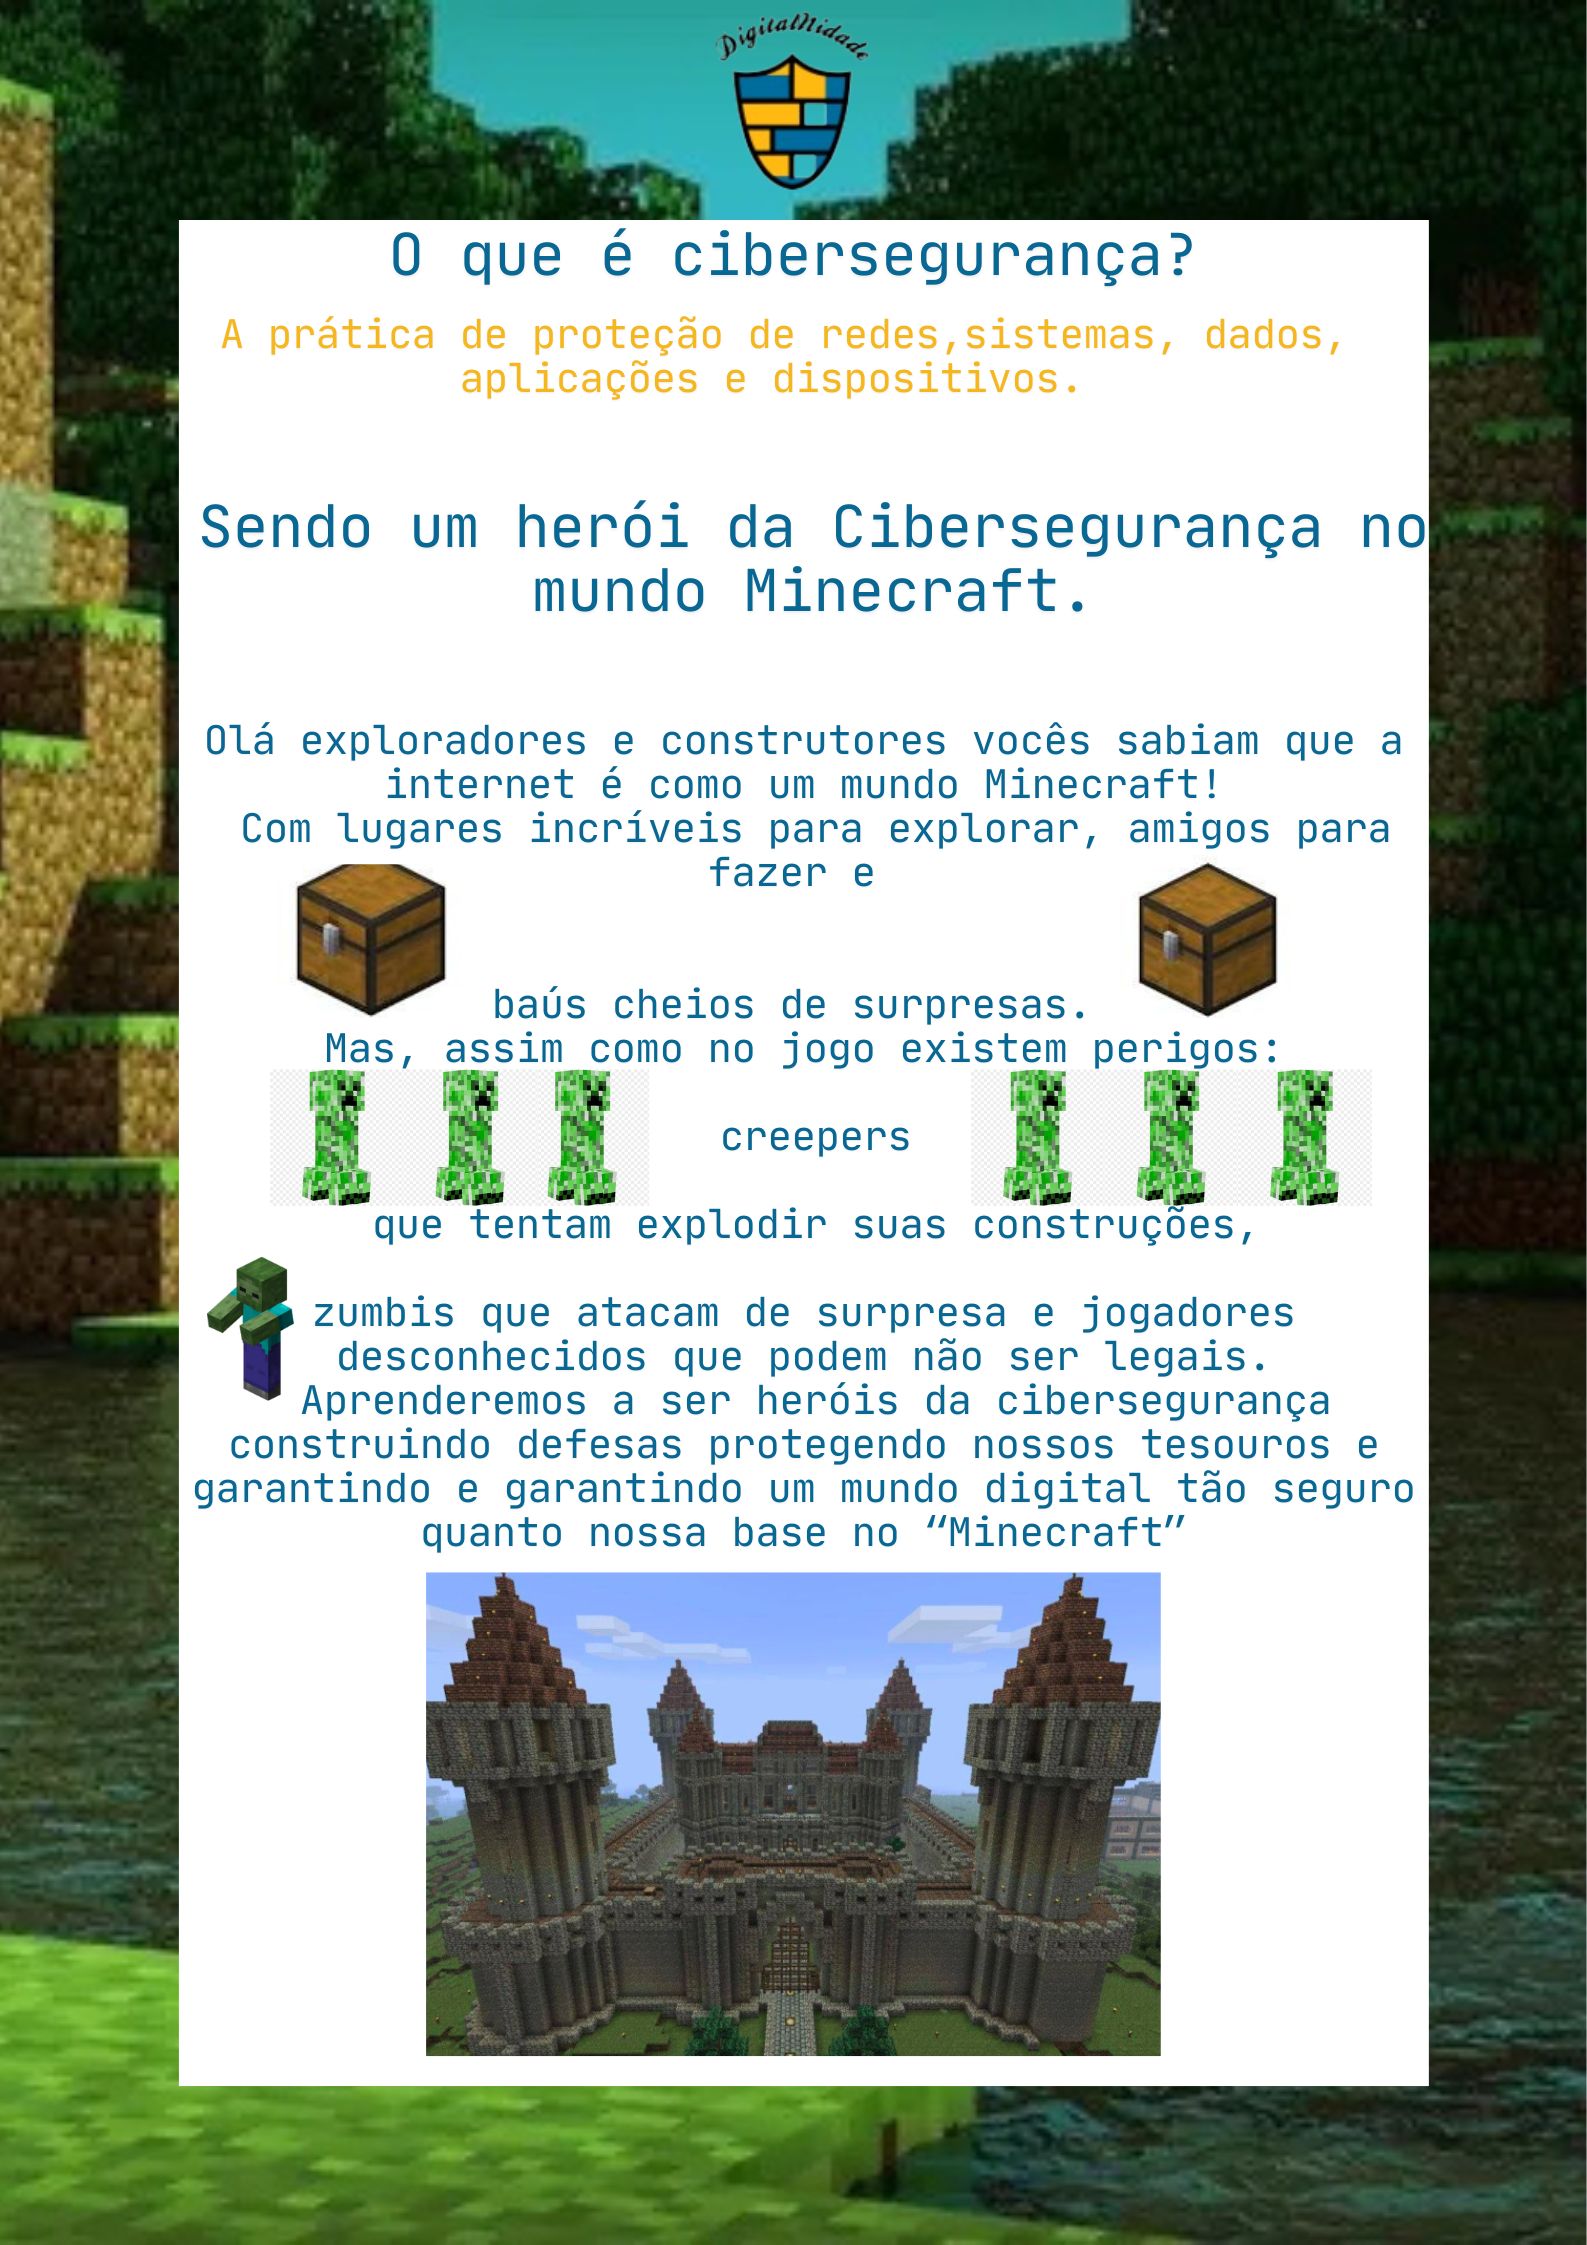 DigitalNidade
O que é cibersegurança?
A prática de proteção de redes,sistemas, dados,
aplicações e dispositivos.
Sendo um herói da Cibersegurança no
mundo Minecraft.
Olá exploradores e construtores vocês sabiam que a
internet é como um mundo Minecraft!
Com lugares incríveis para explorar, amigos para
fazer e
baús cheios de surpresas.
Mas, assim como no jogo existem perigos:
creepers
que tentam explodir suas construções,
zumbis que atacam de surpresa e jogadores
desconhecidos que podem não ser legais.
Aprenderemos a ser heróis da cibersegurança
construindo defesas protegendo nossos tesouros e
garantindo e garantindo um mundo digital tão seguro
quanto nossa base no “Minecraft”